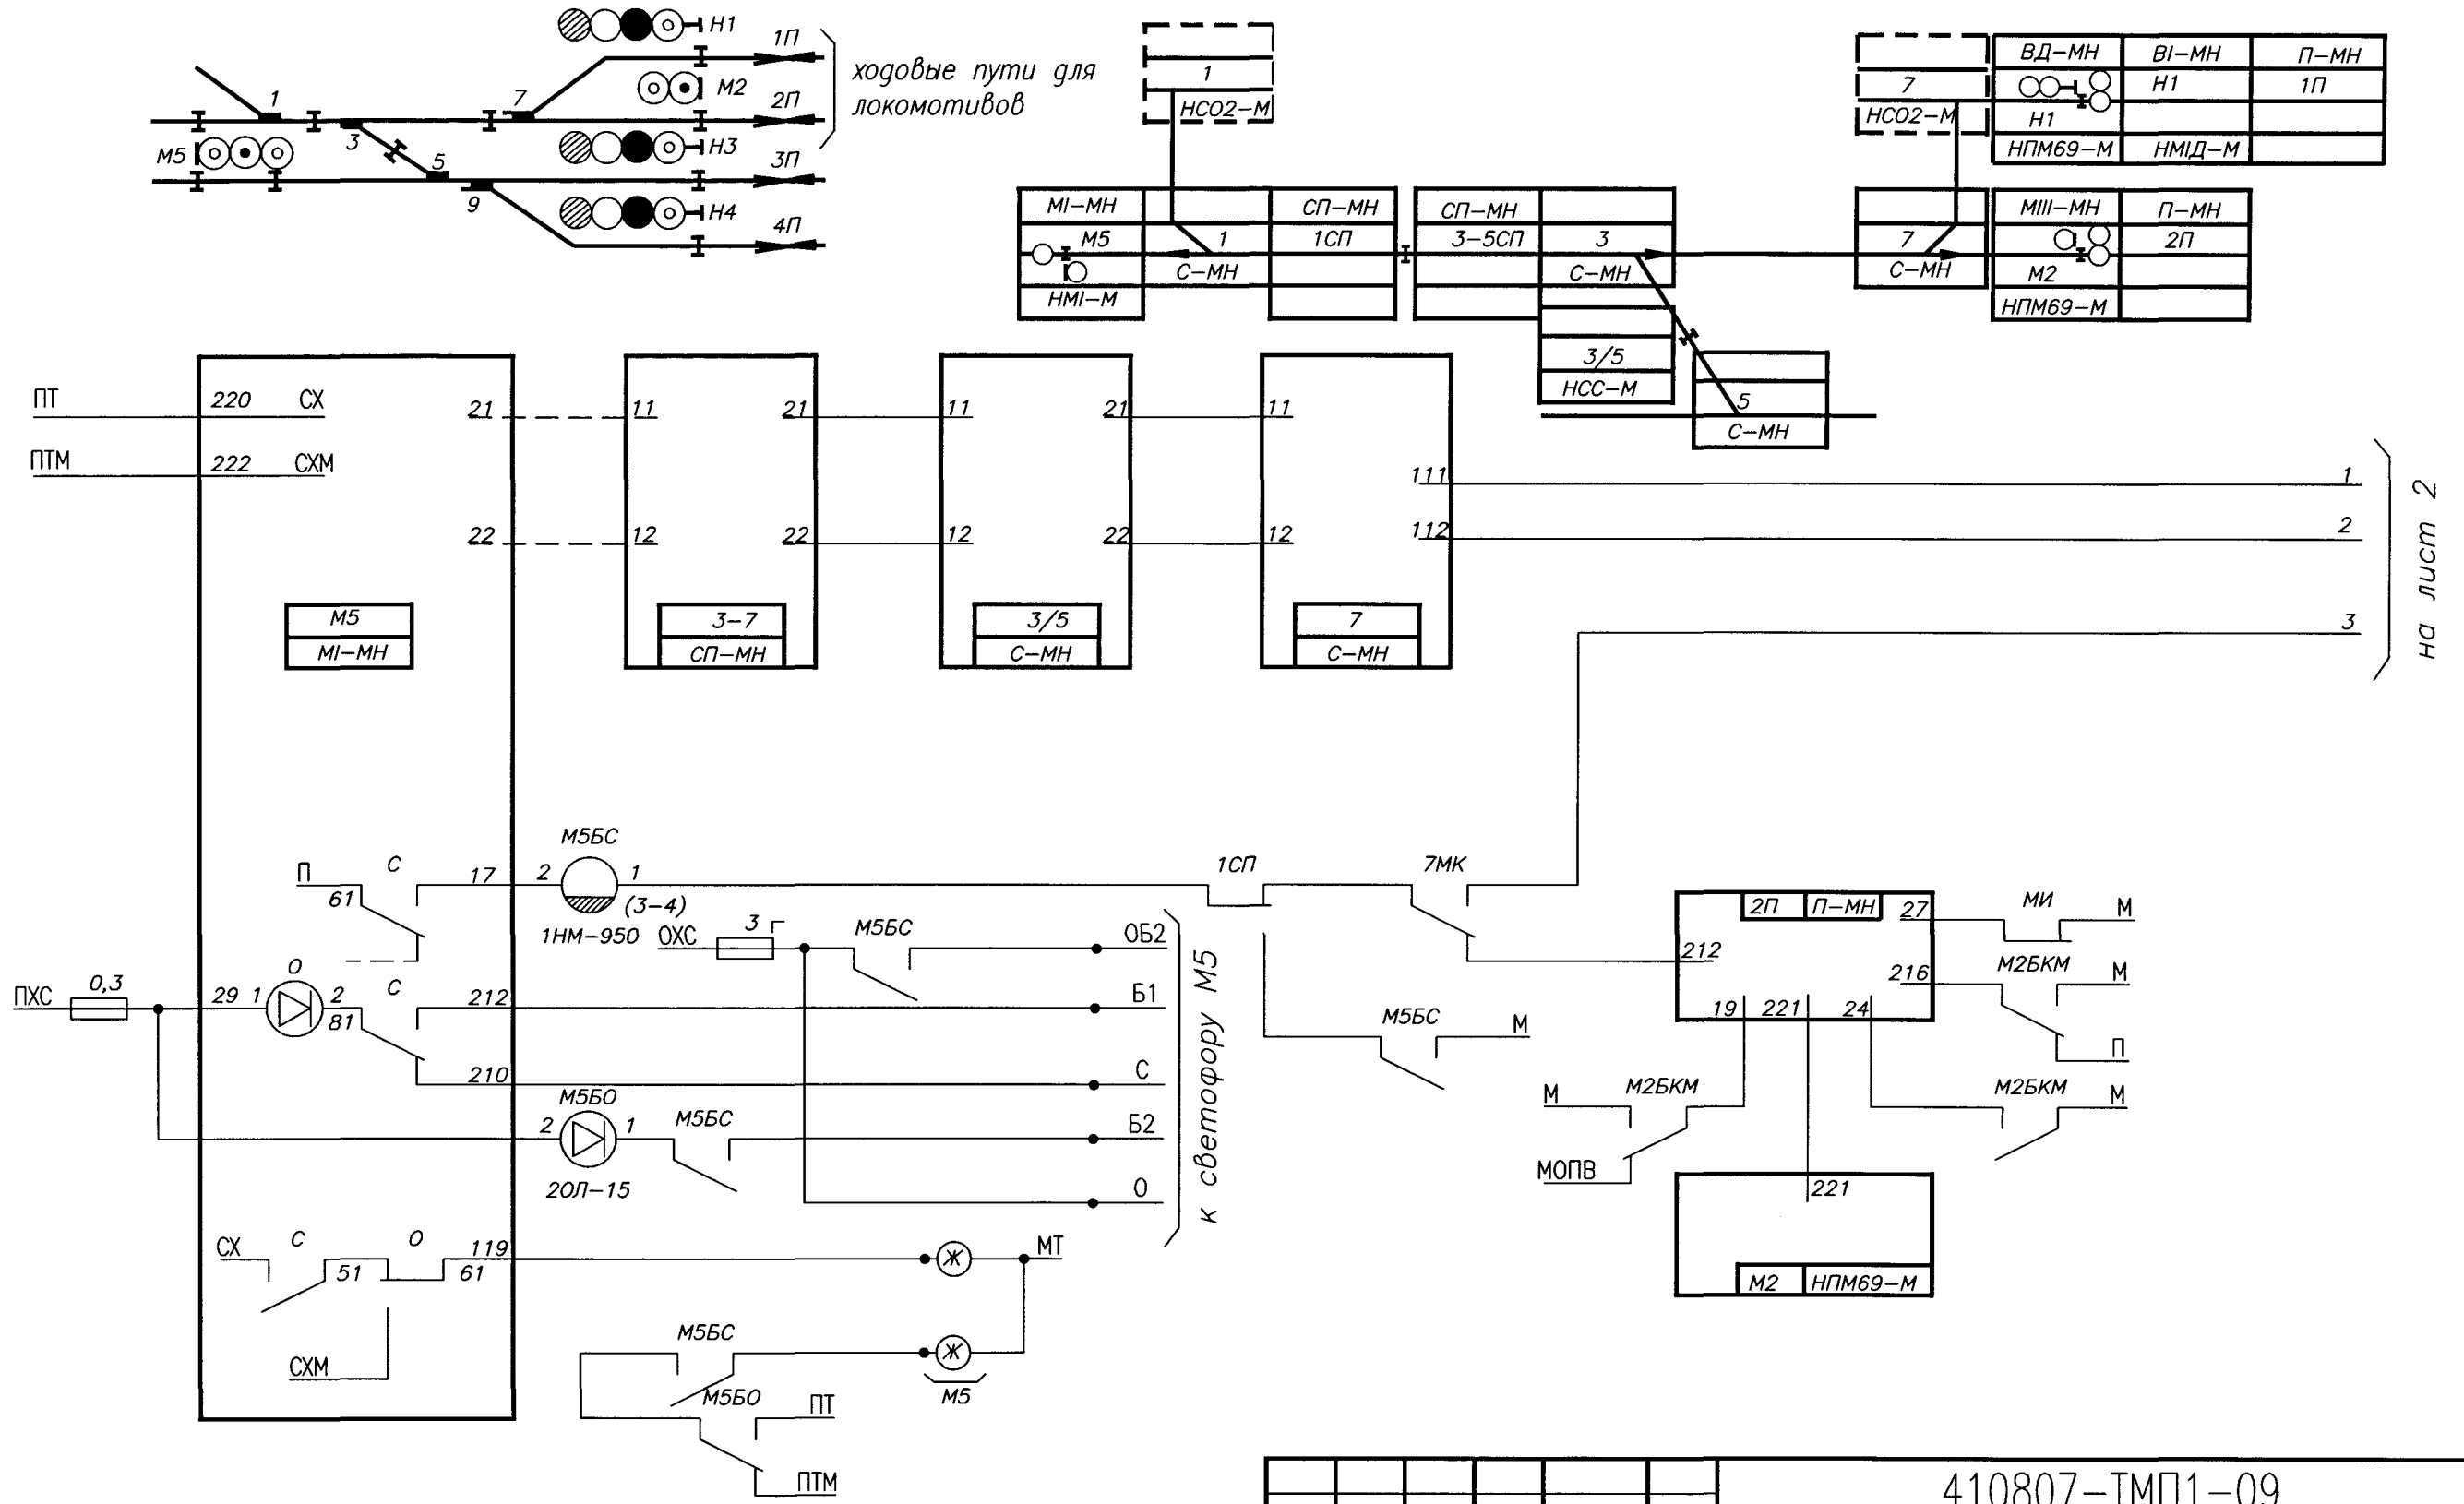 Н1
1П
М2
2П
ходовые пути для
локомотивов
1
7
3
М5
5
Н3
3П
9
Н4
4П
1
НСО2-М
7
НСО2-М
ВД-МН
ВI-МН
П-МН
Н1
1П
Н1
НПМ69-М
НМIД-М
МI-МН
СП-МН
СП-МН
МIII-МН
П-МН
М5
1
1СП
3-5СП
3
7
2П
С-МН
С-МН
С-МН
М2
НМI-М
НПМ69-М
3/5
НСС-М
5
С-МН
ПТ
220
СХ
21
11
21
11
21
11
ПТМ
222
СХМ
111
1
22
12
22
12
22
12
112
2
М5
МI-МН
3-7
СП-МН
3/5
С-МН
7
С-МН
3
на лист 2
П
61
С
17
2
М5БС
1
(3-4)
1НМ-950
1СП
7МК
ОХС
3
М5БС
ОБ2
ПХС
0,3
29
1
О
2
81
С
212
Б1
210
С
М5БО
2
1
20Л-15
М5БС
Б2
О
к светофору М5
М5БС
М
2П
П-МН
27
МИ
М
212
216
М2БКМ
М
П
19
221
24
М
М2БКМ
МОПВ
М2БКМ
М
221
М2
НПМ69-М
СХ
С
51
О
61
119
Ж
МТ
СХМ
М5БС
Ж
М5
М5БО
ПТ
ПТМ
410807-ТМП1-09